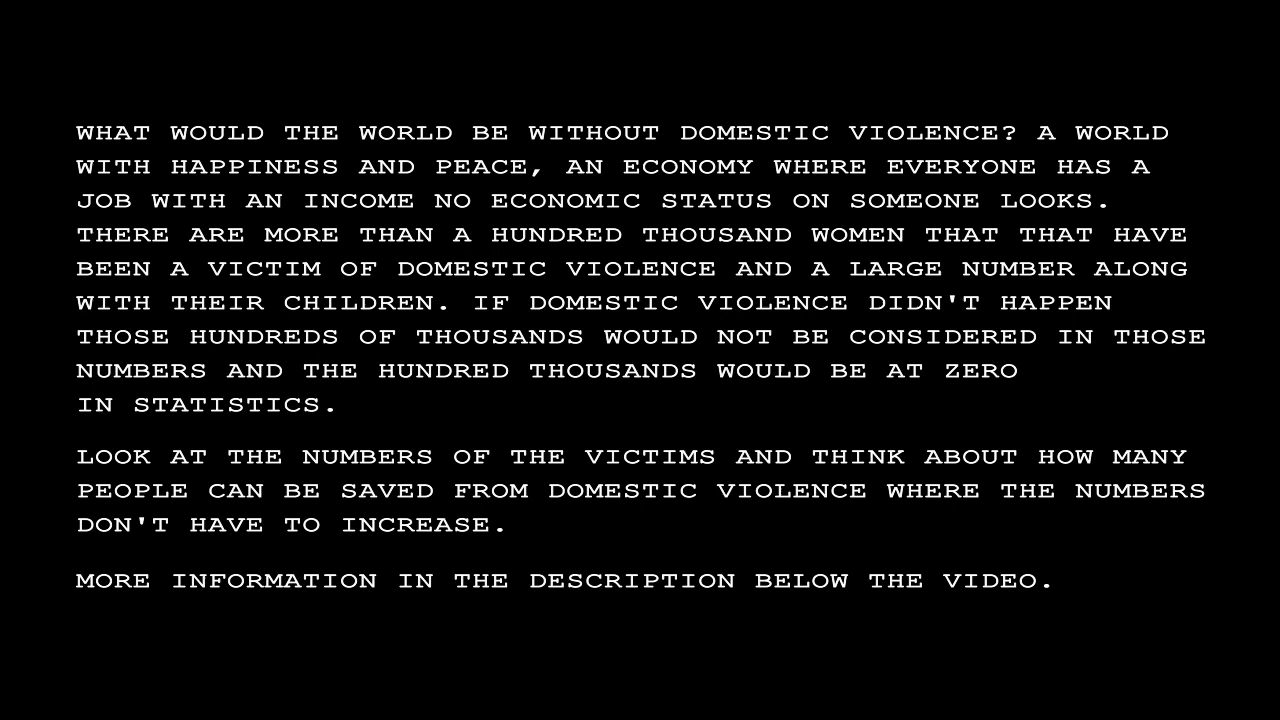 WHAT WOULD THE WORLD BE WITHOUT DOMESTIC VIOLENCE? A WORLD
WITH HAPPINESS AND PEACE, AN ECONOMY WHERE EVERYONE HAS A
JOB WITH AN INCOME NO ECONOMIC STATUS ON SOMEONE LOOKS.
THERE ARE MORE THAN A HUNDRED THOUSAND WOMEN THAT THAT HAVE
BEEN A VICTIM OF DOMESTIC VIOLENCE AND A LARGE NUMBER ALONG
WITH THEIR CHILDREN. IF DOMESTIC VIOLENCE DIDN'T HAPPEN
THOSE HUNDREDS OF THOUSANDS WOULD NOT BE CONSIDERED IN THOSE
NUMBERS AND THE HUNDRED THOUSANDS WOULD BE AT ZERO
IN STATISTICS.
LOOK AT THE NUMBERS OF THE VICTIMS AND THINK ABOUT HOW MANY
PEOPLE CAN BE SAVED FROM DOMESTIC VIOLENCE WHERE THE NUMBERS
DON'T HAVE TO INCREASE.
MORE INFORMATION IN THE DESCRIPTION BELOW THE VIDEO.